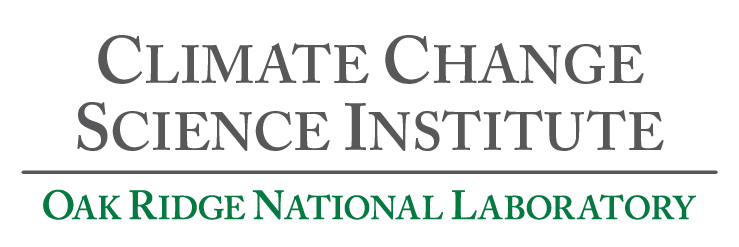 Climate Change
Science Institute
Oak Ridge National Laboratory